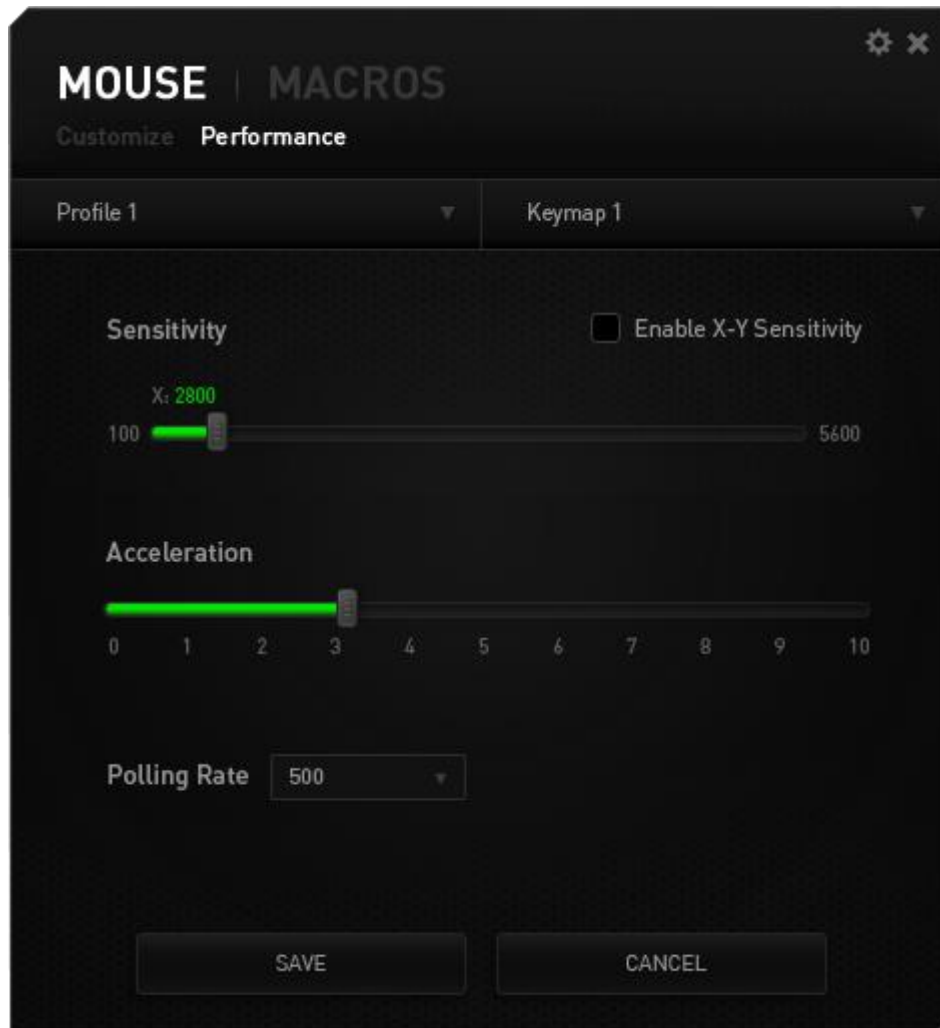 MOUSE | MACROS
Customize Performance
Profile 1 Keymap 1
Sensitivity Enable X-Y Sensitivity
X: 2800
100 5600
Acceleration
0 1 2 3 4 5 6 7 8 9 10
Polling Rate 500
SAVE CANCEL